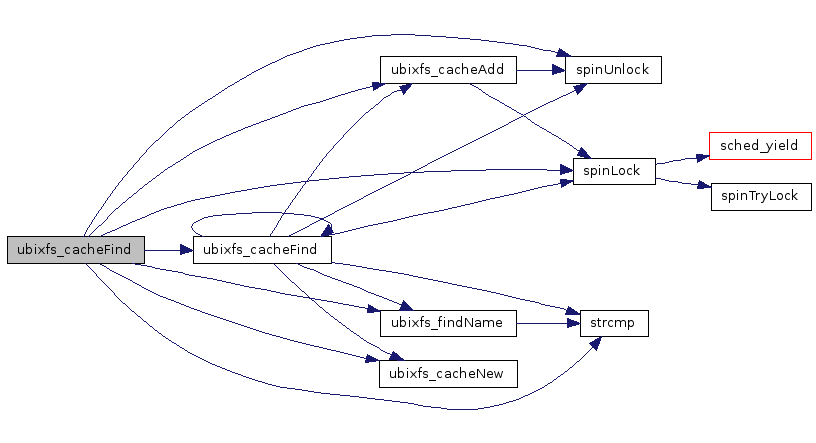 ubixfs_cacheFind
ubixfs_cacheFind
ubixfs_cacheAdd
ubixfs_findName
ubixfs_cacheNew
spinUnlock
spinLock
strcmp
sched_yield
spinTryLock